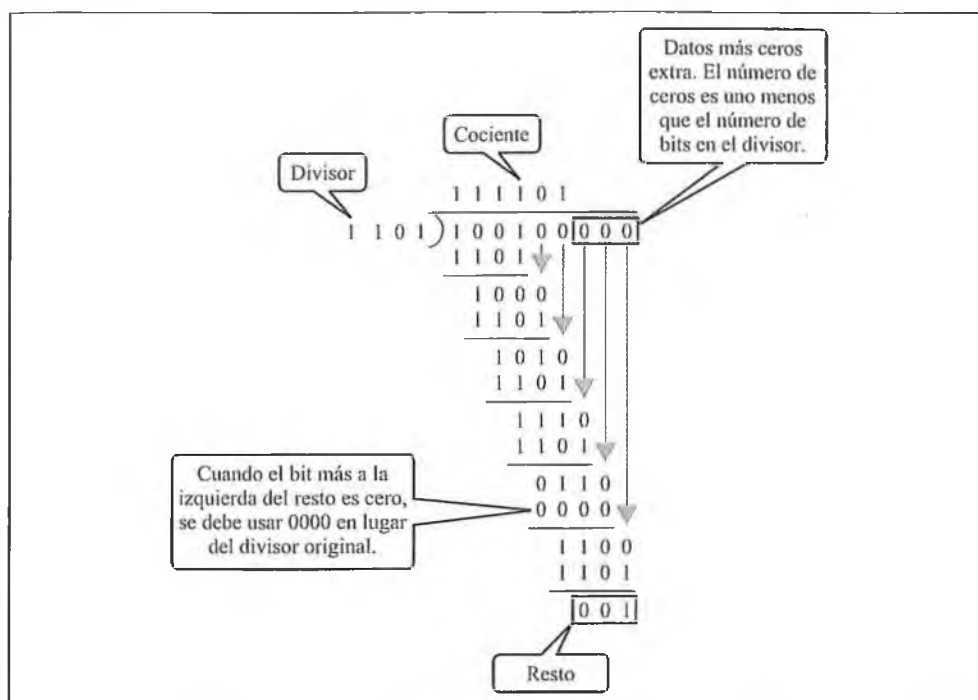 Datos más ceros
extra. El número de
ceros es uno menos
que el número de
bits en el divisor.
Cociente
Divisor
1 1 1 1 0 1
1 1 0 1 ) 1 0 0 1 0 0 0 0 0
1 1 0 1
1 0 0 0
1 1 0 1
1 0 1 0
1 1 0 1
1 1 1 0
1 1 0 1
Cuando el bit más a la
izquierda del resto es cero,
se debe usar 0000 en lugar
del divisor original.
0 1 1 0
0 0 0 0
1 1 0 0
1 1 0 1
0 0 1
Resto